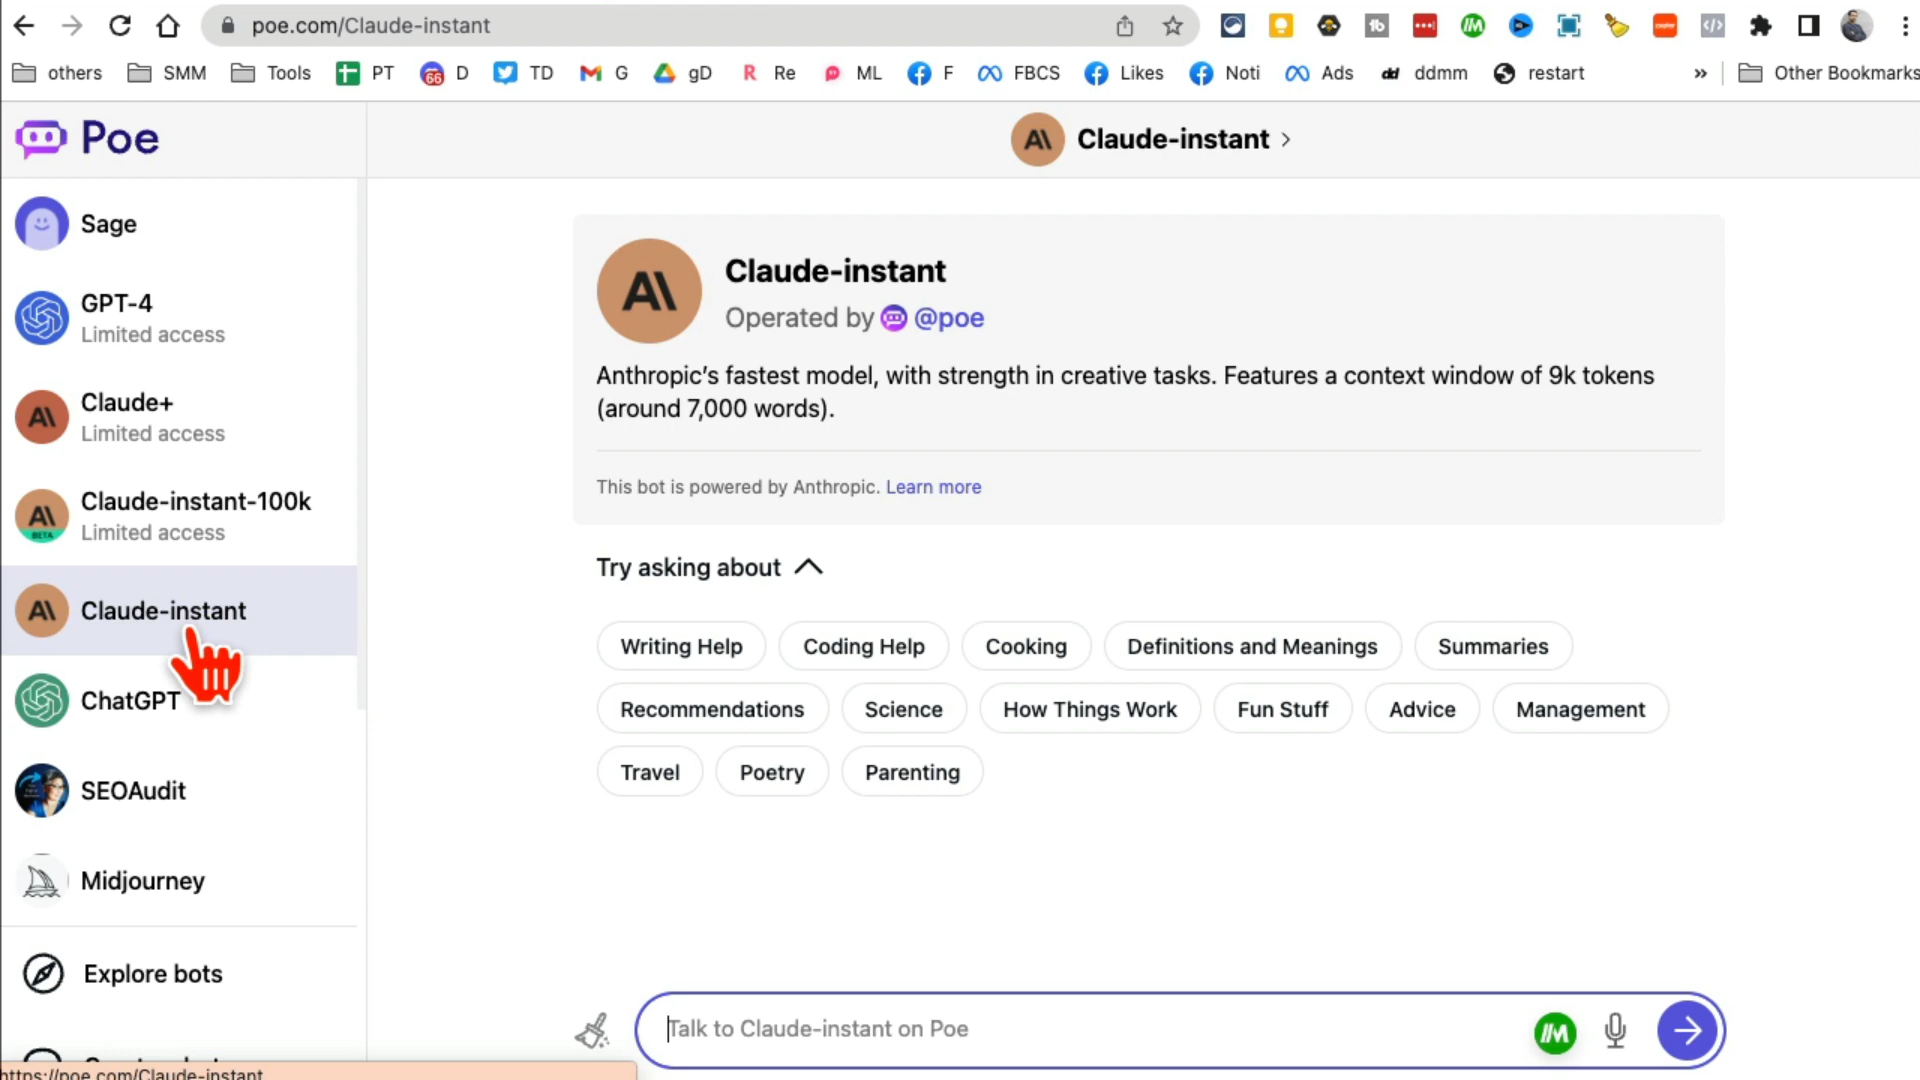 poe.com/Claude-instant
others SMM Tools PT D TD G gD Re ML F FBCS Likes Noti Ads ddmm restart » Other Bookmarks
Poe
Claude-instant
Sage
GPT-4
Limited access
Claude+
Limited access
Claude-instant-100k
Limited access
BETA
Claude-instant
ChatGPT
SEOAudit
Midjourney
Explore bots
https://poe.com/Claude-instant
Claude-instant
Operated by @poe
Anthropic's fastest model, with strength in creative tasks. Features a context window of 9k tokens
(around 7,000 words).
This bot is powered by Anthropic. Learn more
Try asking about
Writing Help Coding Help Cooking Definitions and Meanings Summaries
Recommendations Science How Things Work Fun Stuff Advice Management
Travel Poetry Parenting
Talk to Claude-instant on Poe